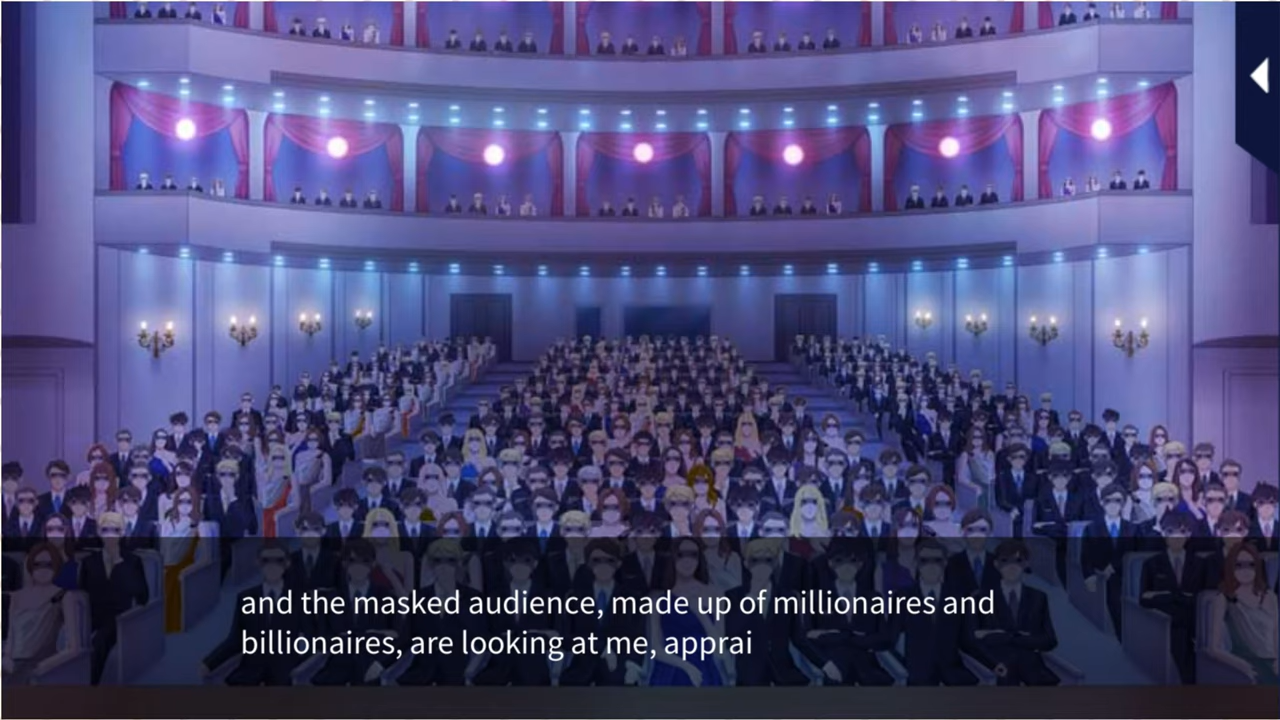 and the masked audience, made up of millionaires and
billionaires, are looking at me, apprai